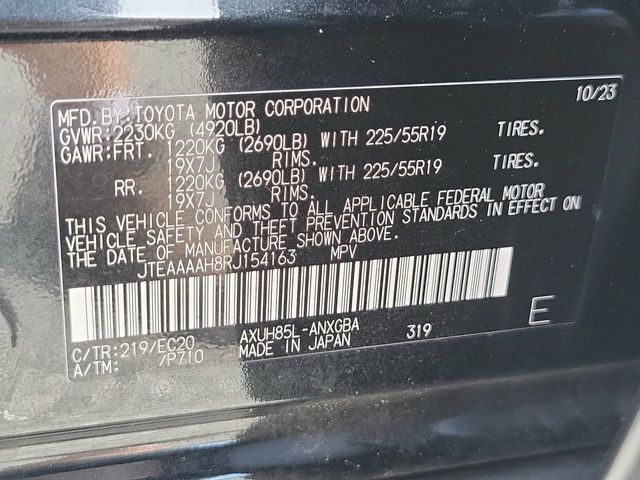 MFD.BY:TOYOTA MOTOR CORPORATION 10/23
GVWR:2230KG (4920LB)
GAWR:FRT. 1220KG (2690LB) WITH 225/55R19 TIRES.
19X7J RIMS.
RR. 1220KG (2690LB) WITH 225/55R19 TIRES.
19X7J RIMS.
THIS VEHICLE CONFORMS TO ALL APPLICABLE FEDERAL MOTOR
VEHICLE SAFETY AND THEFT PREVENTION STANDARDS IN EFFECT ON
THE DATE OF MANUFACTURE SHOWN ABOVE.
JTEAAAAH8RJ154163 MPV
C/TR:219/EC20 AXUH85L-ANXGBA 319 E
A/TM: /P710 MADE IN JAPAN